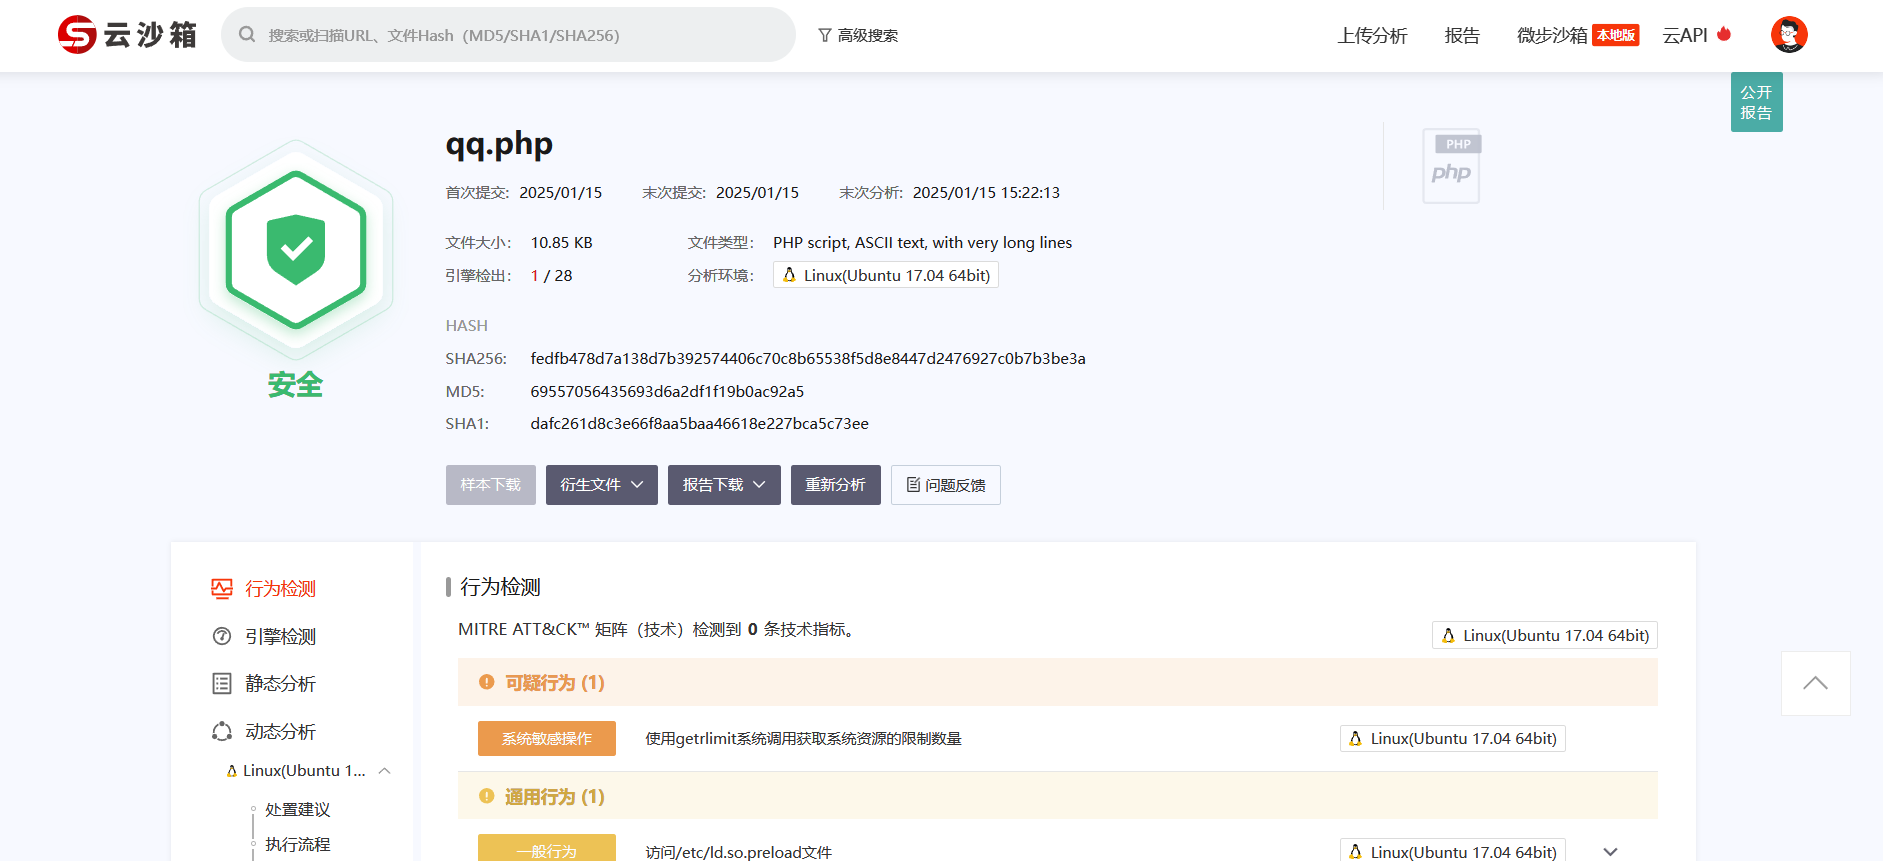 云沙箱
搜索或扫描URL、文件Hash（MD5/SHA1/SHA256）
高级搜索
上传分析
报告
微步沙箱 本地版
云API
公开
报告
qq.php
首次提交: 2025/01/15 末次提交: 2025/01/15 末次分析: 2025/01/15 15:22:13
PHP
php
文件大小: 10.85 KB 文件类型: PHP script, ASCII text, with very long lines
引擎检出: 1 / 28 分析环境: Linux(Ubuntu 17.04 64bit)
安全
HASH
SHA256: fedfb478d7a138d7b392574406c70c8b65538f5d8e8447d2476927c0b7b3be3a
MD5: 69557056435693d6a2df1f19b0ac92a5
SHA1: dafc261d8c3e66f8aa5baa46618e227bca5c73ee
样本下载 衍生文件 报告下载 重新分析 问题反馈
行为检测
引擎检测
静态分析
动态分析
Linux(Ubuntu 1...
处置建议
执行流程
行为检测
MITRE ATT&CK™ 矩阵（技术）检测到 0 条技术指标。
Linux(Ubuntu 17.04 64bit)
可疑行为 (1)
系统敏感操作 使用getrlimit系统调用获取系统资源的限制数量 Linux(Ubuntu 17.04 64bit)
通用行为 (1)
一般行为 访问/etc/ld.so.preload文件 Linux(Ubuntu 17.04 64bit)